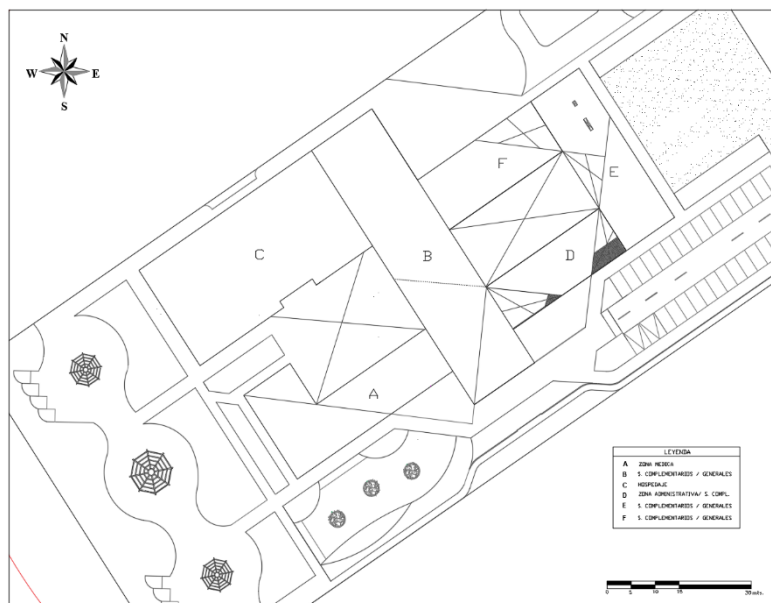 N
W E
S
F
E
C
B
D
A
LEYENDA
A ZONA MEDICA
B S. COMPLEMENTARIOS / GENERALES
C HOSPEDAJE
D ZONA ADMINISTRATIVA/ S. COMPL.
E S. COMPLEMENTARIOS / GENERALES
F S. COMPLEMENTARIOS / GENERALES
0 5 10 15 20 mts.